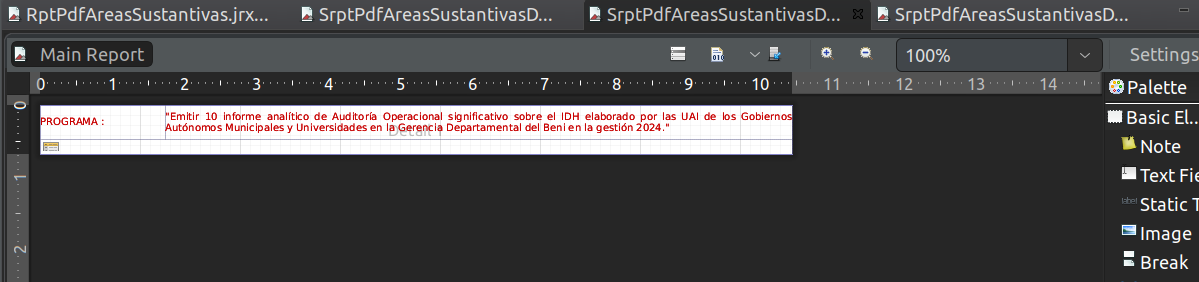 RptPdfAreasSustantivas.jrx...
SrptPdfAreasSustantivasD...
SrptPdfAreasSustantivasD...
SrptPdfAreasSustantivasD...
Main Report
100%
Settings
0 1 2 3 4 5 6 7 8 9 10 11 12 13 14
Palette
0
PROGRAMA :
"Emitir 10 informe analítico de Auditoría Operacional significativo sobre el IDH elaborado por las UAI de los Gobiernos
Autónomos Municipales y Universidades en la Gerencia Departamental del Beni en la gestión 2024."
Detail 1
Basic El...
Note
1
Text Fie
label
Static T
2
Image
Break